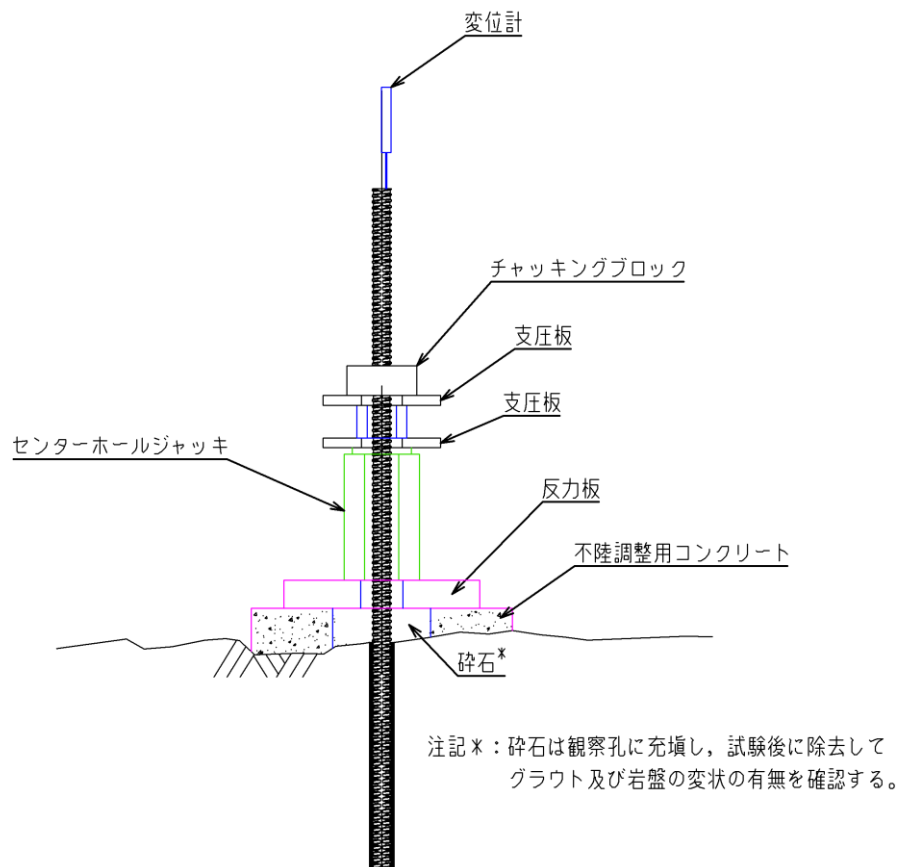 変位計
チャッキングブロック
支圧板
支圧板
センターホールジャッキ
反力板
不陸調整用コンクリート
砕石*
注記*:砕石は観察孔に充塡し,試験後に除去して
グラウト及び岩盤の変状の有無を確認する。